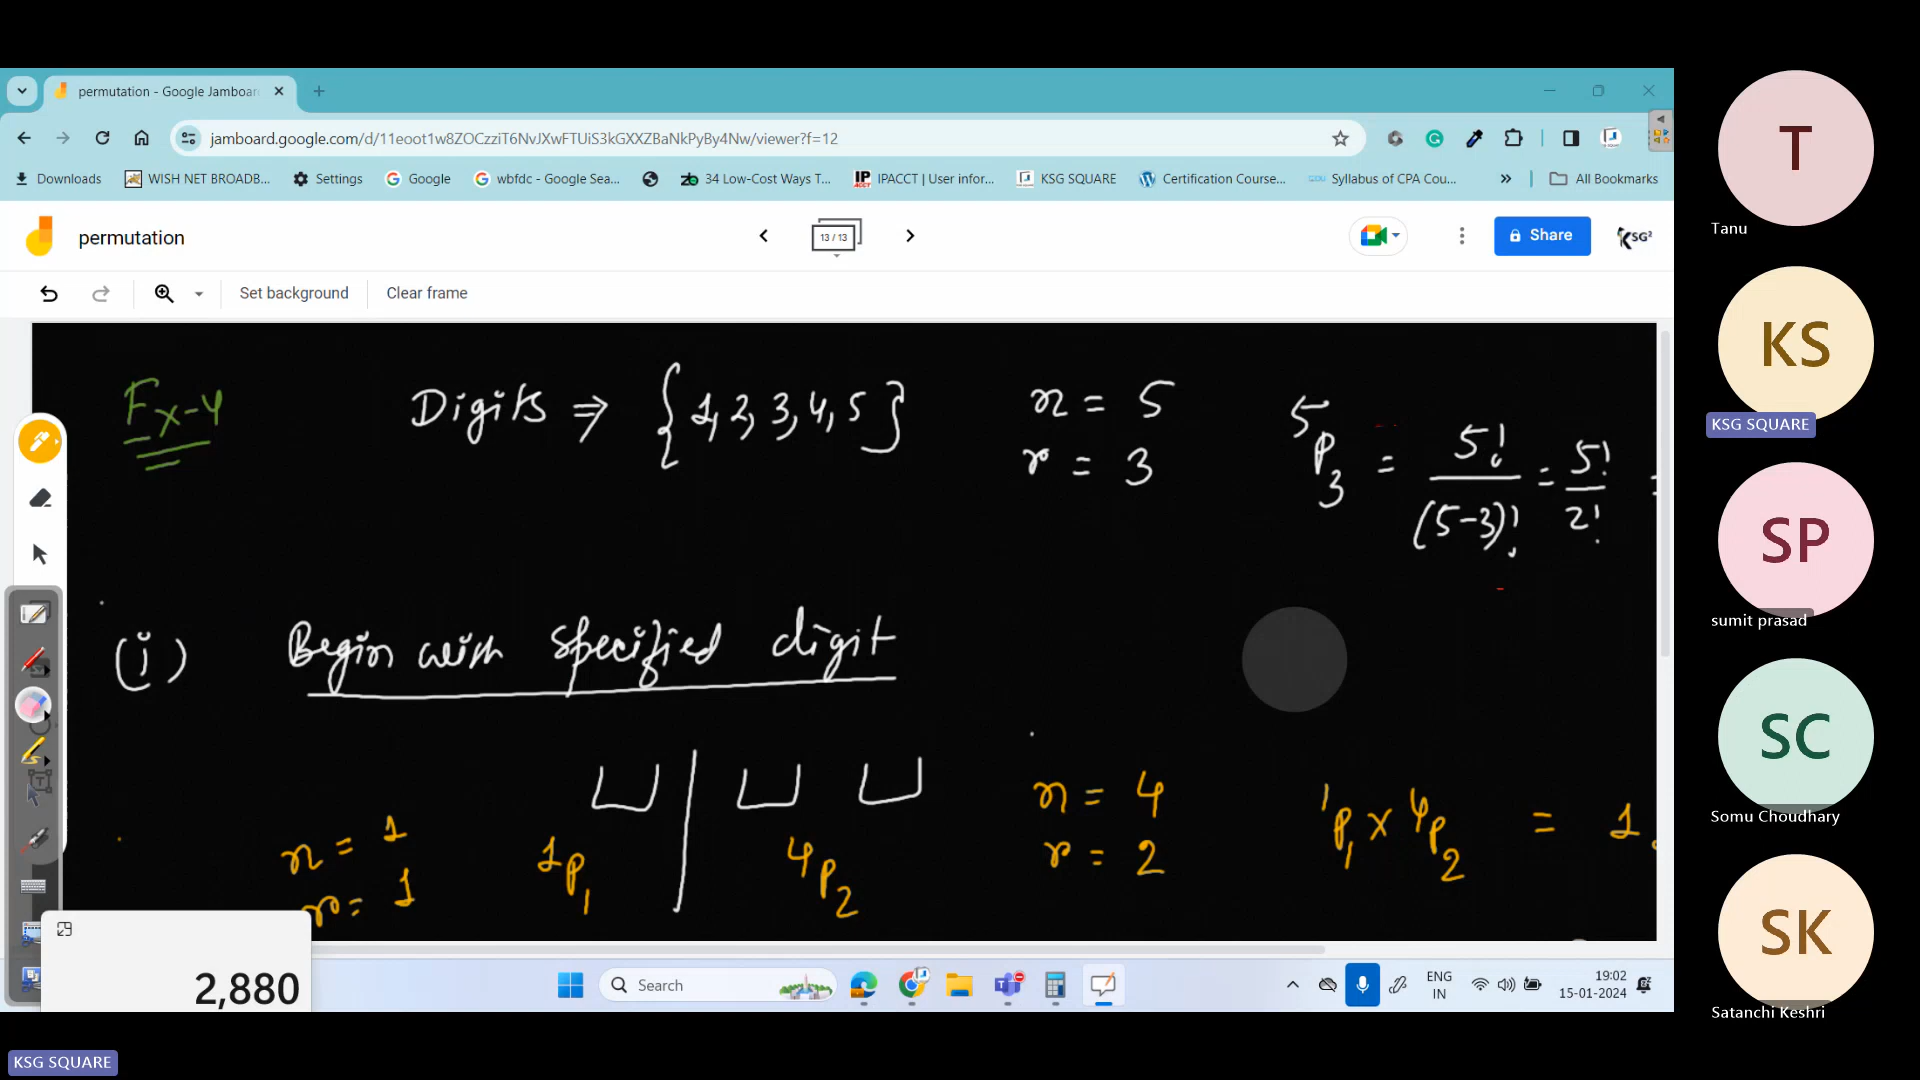 permutation - Google Jamboar
jamboard.google.com/d/11eoot1w8ZOCzziT6NvJXwFTUiS3kGXXZBaNkPyBy4Nw/viewer?f=12
Downloads WISH NET BROADB... Settings Google wbfdc - Google Sea... 34 Low-Cost Ways T... IPACCT | User infor... KSG SQUARE Certification Course... Syllabus of CPA Cou... » All Bookmarks
permutation
13 / 13
Share
KSG²
Set background Clear frame
Ex-4
Digits ⇒ {1, 2, 3, 4, 5}
n = 5
r = 3
5P3 = 5!/(5-3)! = 5!/2! =
(i) Begin with specified digit
n = 1
r = 1
1P1
4P2
n = 4
r = 2
1P1 x 4P2 = 1.
2,880
Search
ENG
IN
19:02
15-01-2024
T
Tanu
KS
KSG SQUARE
SP
sumit prasad
SC
Somu Choudhary
SK
Satanchi Keshri
KSG SQUARE